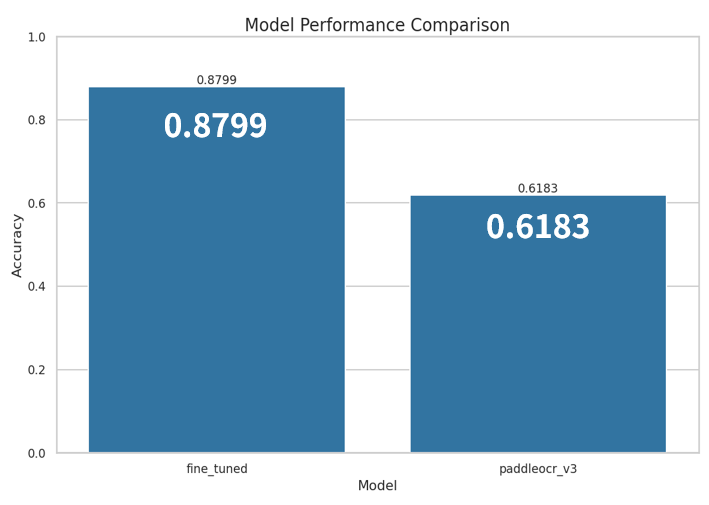 Model Performance Comparison
1.0
0.8
0.6
0.4
0.2
0.0
Accuracy
0.8799
0.8799
0.6183
0.6183
fine_tuned
paddleocr_v3
Model